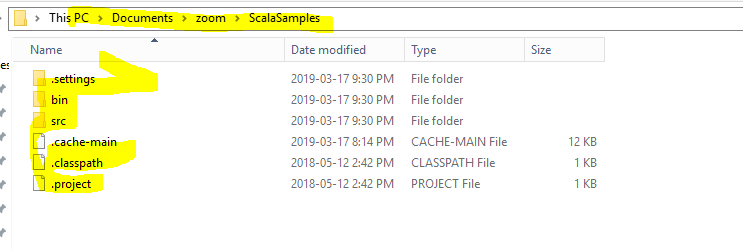 This PC > Documents > zoom > ScalaSamples
Name Date modified Type Size
.settings 2019-03-17 9:30 PM File folder
bin 2019-03-17 9:30 PM File folder
src 2019-03-17 9:30 PM File folder
.cache-main 2019-03-17 8:14 PM CACHE-MAIN File 12 KB
.classpath 2018-05-12 2:42 PM CLASSPATH File 1 KB
.project 2018-05-12 2:42 PM PROJECT File 1 KB